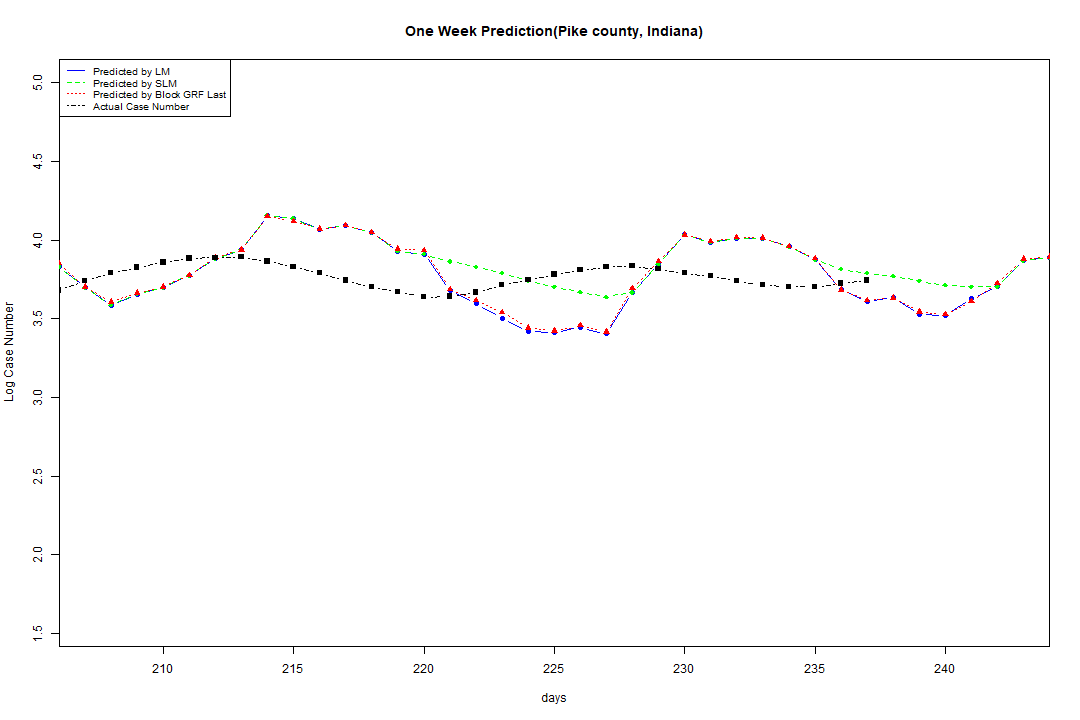 One Week Prediction(Pike county, Indiana)
Predicted by LM
Predicted by SLM
Predicted by Block GRF Last
Actual Case Number
5.0
4.5
4.0
3.5
3.0
2.5
2.0
1.5
Log Case Number
210 215 220 225 230 235 240
days